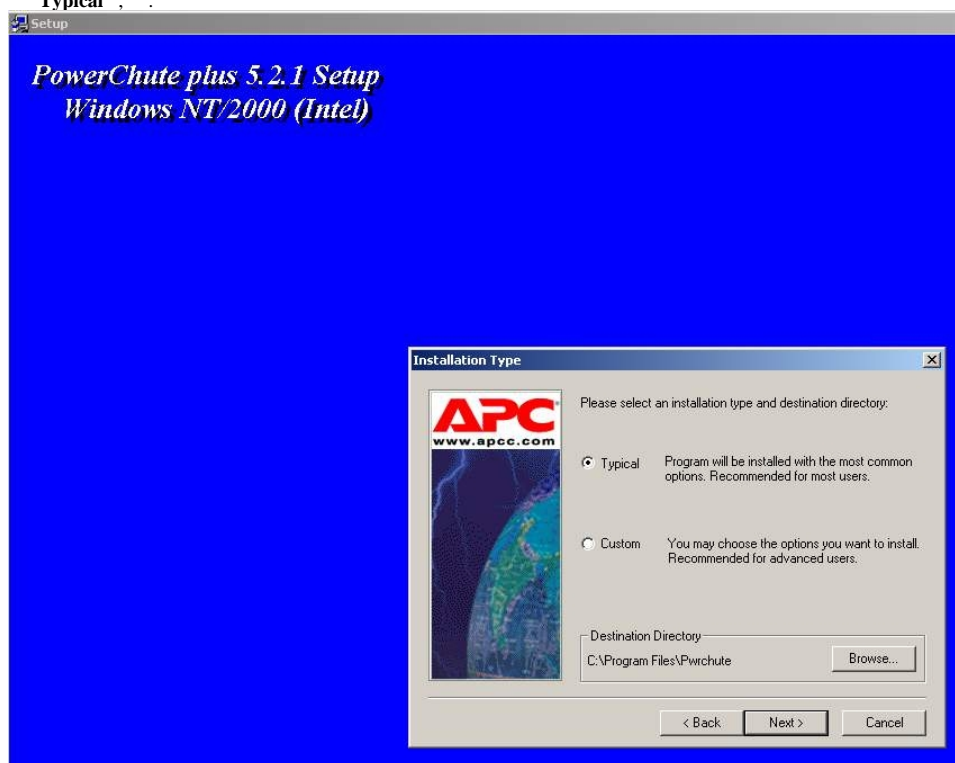 Typical  ,  .
Setup
PowerChute plus 5.2.1 Setup
Windows NT/2000 (Intel)
Installation Type
APC
www.apcc.com
Please select an installation type and destination directory:
Typical
Program will be installed with the most common
options. Recommended for most users.
Custom
You may choose the options you want to install.
Recommended for advanced users.
Destination Directory
C:\Program Files\Pwrchute
Browse...
< Back
Next >
Cancel